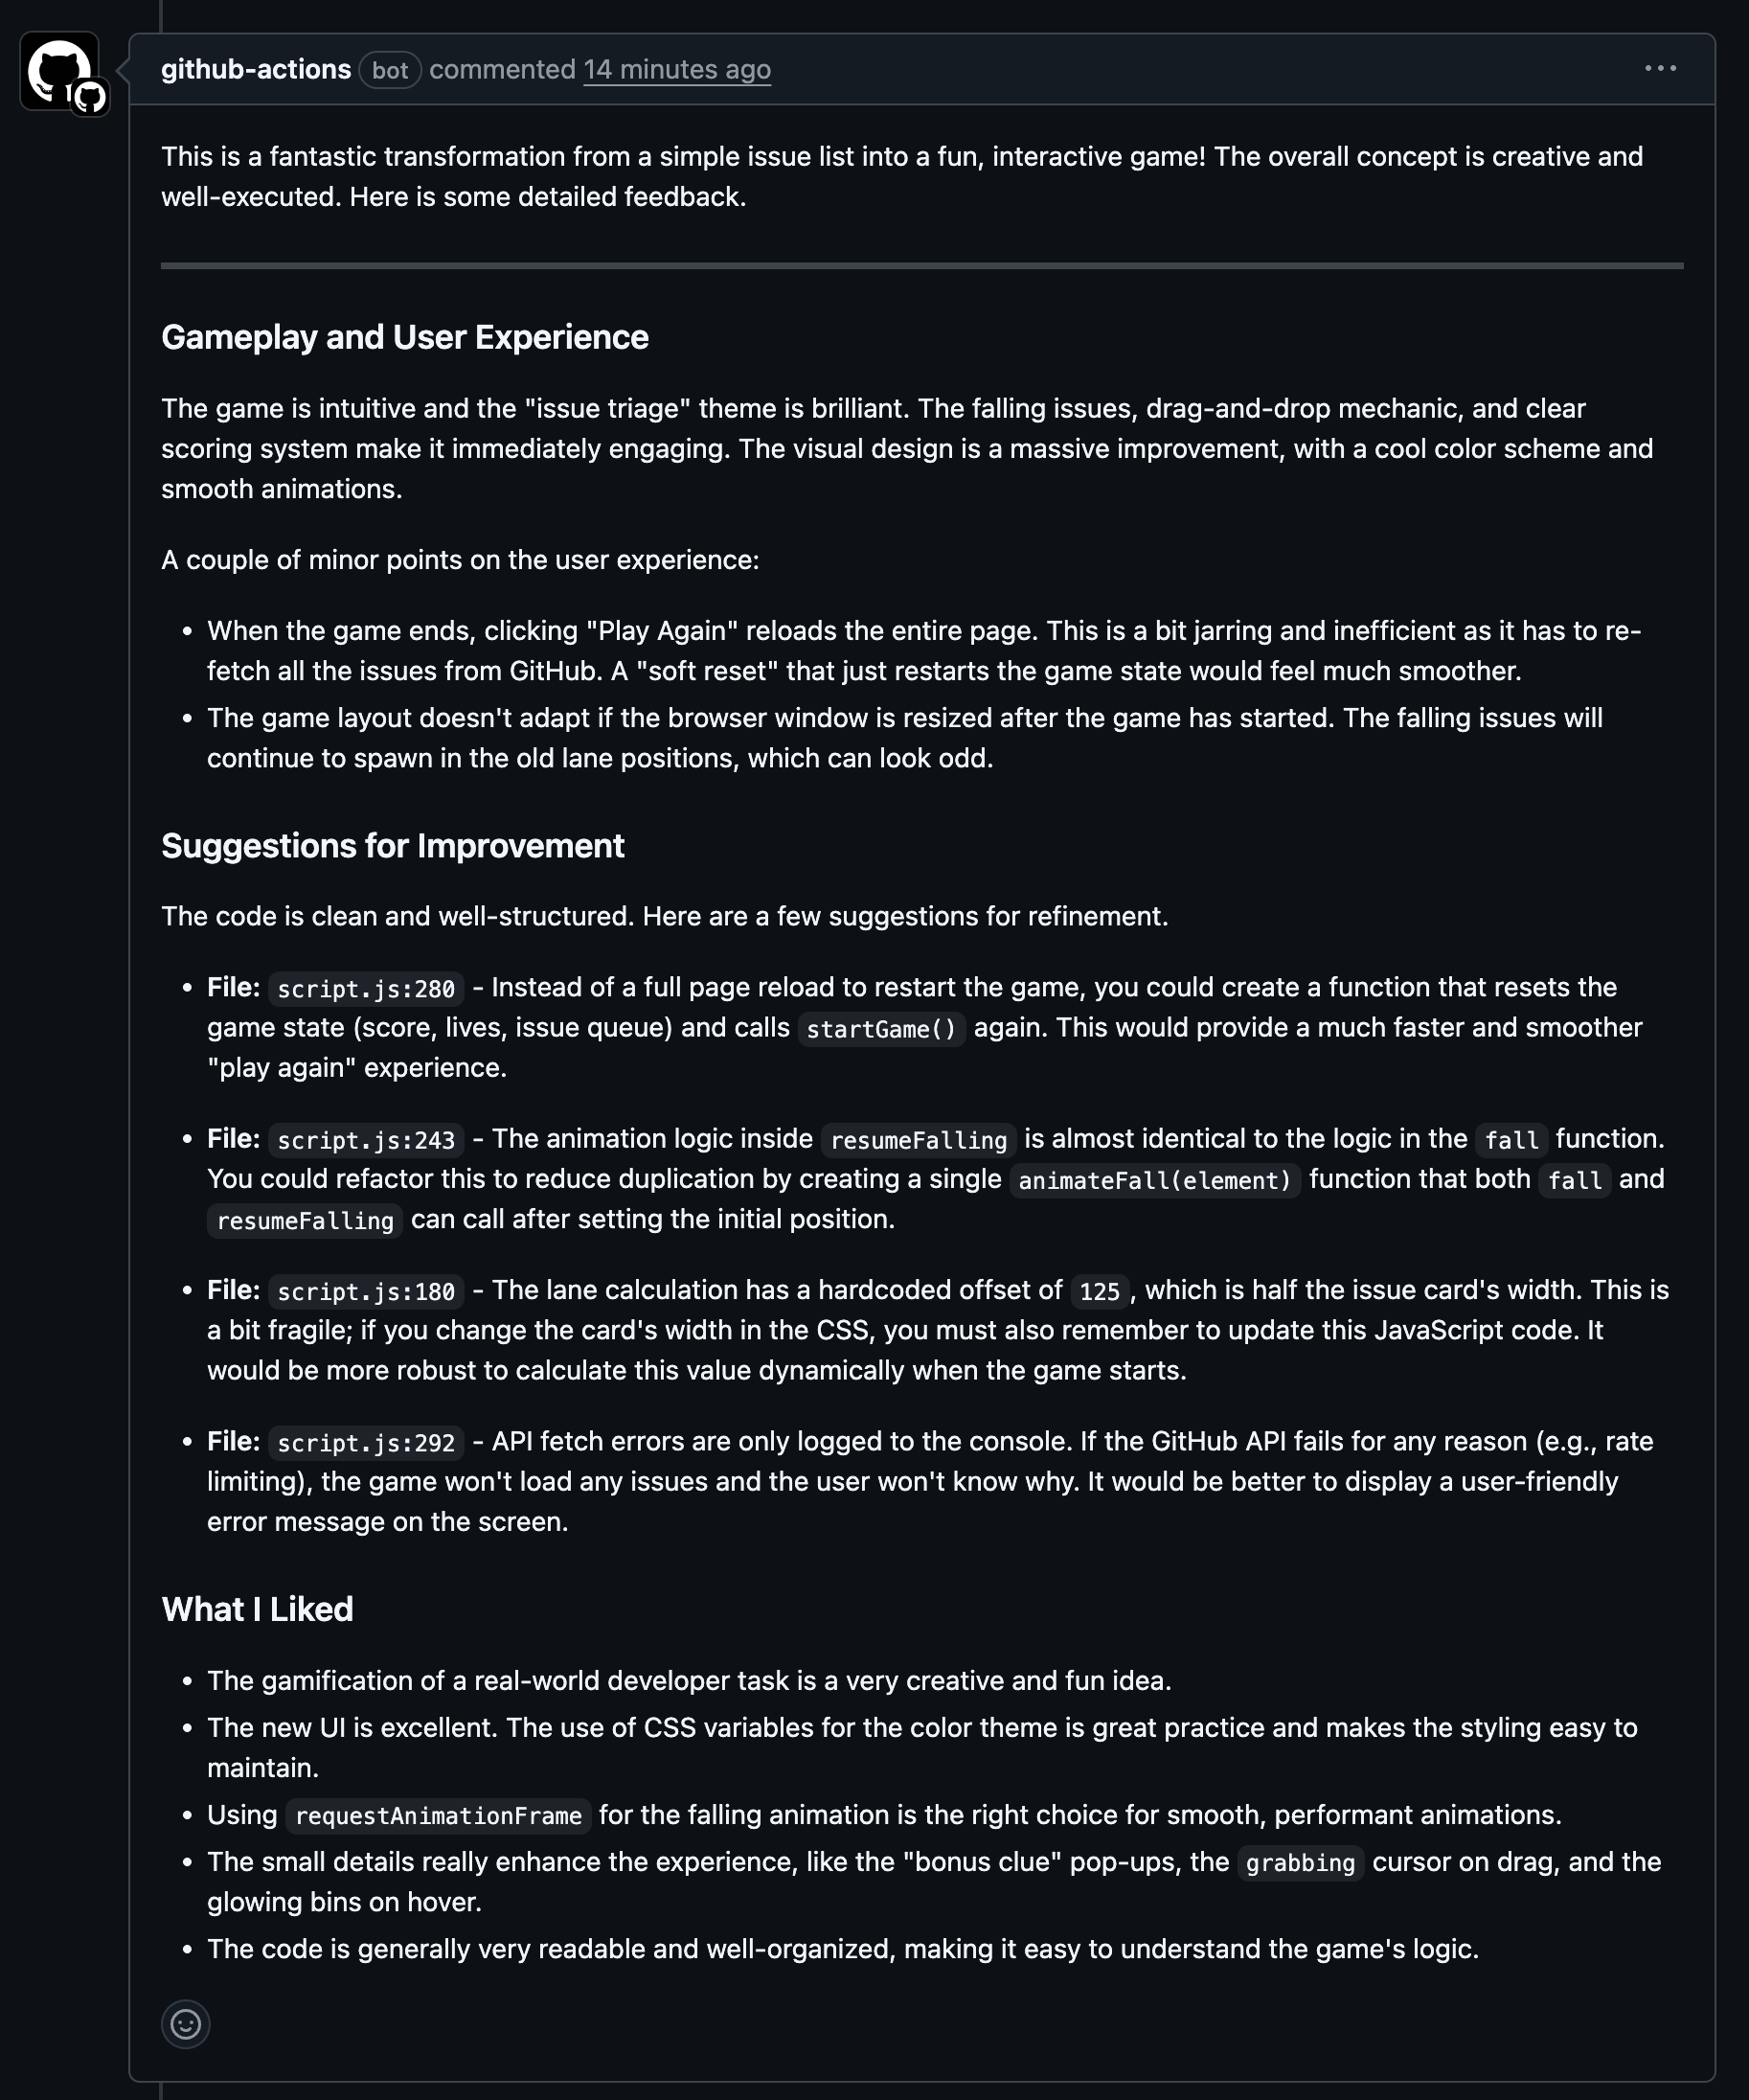 github-actions bot commented 14 minutes ago
This is a fantastic transformation from a simple issue list into a fun, interactive game! The overall concept is creative and
well-executed. Here is some detailed feedback.
Gameplay and User Experience
The game is intuitive and the "issue triage" theme is brilliant. The falling issues, drag-and-drop mechanic, and clear
scoring system make it immediately engaging. The visual design is a massive improvement, with a cool color scheme and
smooth animations.
A couple of minor points on the user experience:
• When the game ends, clicking "Play Again" reloads the entire page. This is a bit jarring and inefficient as it has to re-
fetch all the issues from GitHub. A "soft reset" that just restarts the game state would feel much smoother.
• The game layout doesn't adapt if the browser window is resized after the game has started. The falling issues will
continue to spawn in the old lane positions, which can look odd.
Suggestions for Improvement
The code is clean and well-structured. Here are a few suggestions for refinement.
• File: script.js:280 - Instead of a full page reload to restart the game, you could create a function that resets the
game state (score, lives, issue queue) and calls startGame() again. This would provide a much faster and smoother
"play again" experience.
• File: script.js:243 - The animation logic inside resumeFalling is almost identical to the logic in the fall function.
You could refactor this to reduce duplication by creating a single animateFall(element) function that both fall and
resumeFalling can call after setting the initial position.
• File: script.js:180 - The lane calculation has a hardcoded offset of 125, which is half the issue card's width. This is
a bit fragile; if you change the card's width in the CSS, you must also remember to update this JavaScript code. It
would be more robust to calculate this value dynamically when the game starts.
• File: script.js:292 - API fetch errors are only logged to the console. If the GitHub API fails for any reason (e.g., rate
limiting), the game won't load any issues and the user won't know why. It would be better to display a user-friendly
error message on the screen.
What I Liked
• The gamification of a real-world developer task is a very creative and fun idea.
• The new UI is excellent. The use of CSS variables for the color theme is great practice and makes the styling easy to
maintain.
• Using requestAnimationFrame for the falling animation is the right choice for smooth, performant animations.
• The small details really enhance the experience, like the "bonus clue" pop-ups, the grabbing cursor on drag, and the
glowing bins on hover.
• The code is generally very readable and well-organized, making it easy to understand the game's logic.